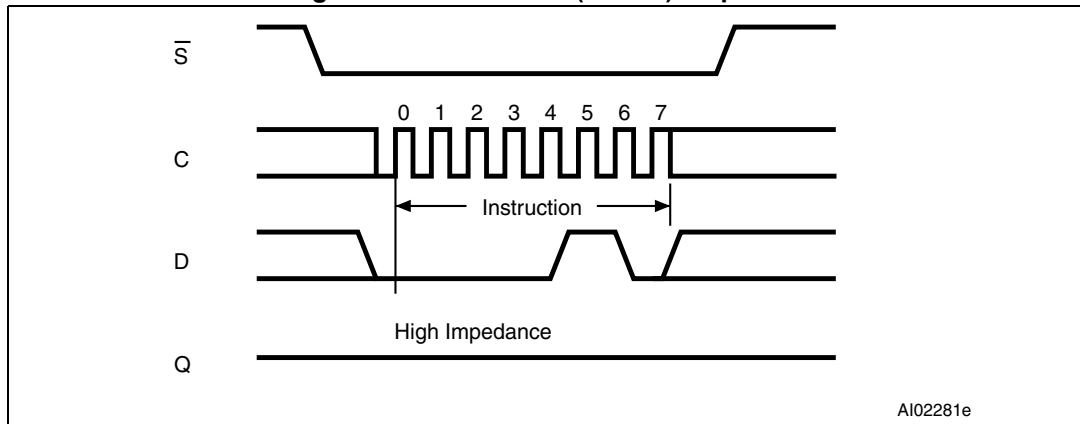 S̅
0 1 2 3 4 5 6 7
C
Instruction
D
High Impedance
Q
AI02281e